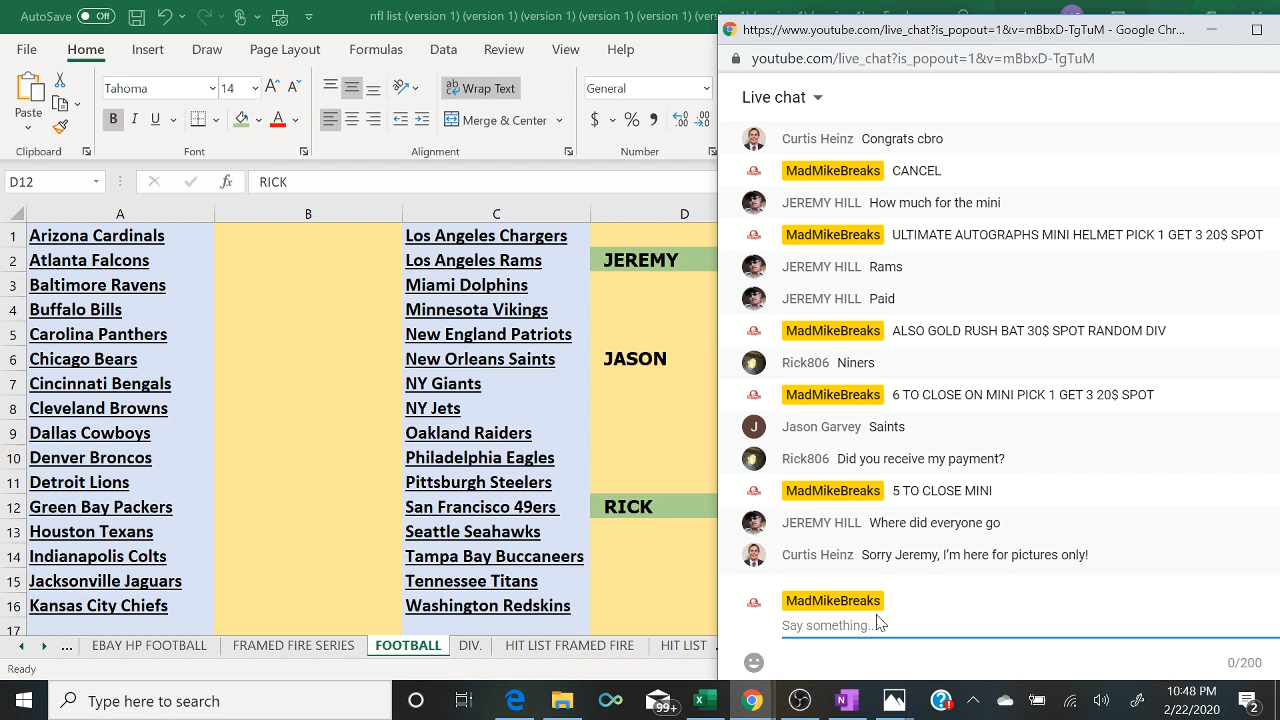 AutoSave Off nfl list (version 1) (version 1) (version 1) (version 1)
https://www.youtube.com/live_chat?is_popout=1&v=mBbxD-TgTuM - Google Chr...
File Home Insert Draw Page Layout Formulas Data Review View Help
youtube.com/live_chat?is_popout=1&v=mBbxD-TgTuM
Paste
Tahoma 14
Wrap Text
General
B I U
Merge & Center
$ % 9
Clipboard Font Alignment Number
D12 fx RICK
A B C D
1 Arizona Cardinals Los Angeles Chargers
2 Atlanta Falcons Los Angeles Rams JEREMY
3 Baltimore Ravens Miami Dolphins
4 Buffalo Bills Minnesota Vikings
5 Carolina Panthers New England Patriots
6 Chicago Bears New Orleans Saints JASON
7 Cincinnati Bengals NY Giants
8 Cleveland Browns NY Jets
9 Dallas Cowboys Oakland Raiders
10 Denver Broncos Philadelphia Eagles
11 Detroit Lions Pittsburgh Steelers
12 Green Bay Packers San Francisco 49ers RICK
13 Houston Texans Seattle Seahawks
14 Indianapolis Colts Tampa Bay Buccaneers
15 Jacksonville Jaguars Tennessee Titans
16 Kansas City Chiefs Washington Redskins
17
... EBAY HP FOOTBALL FRAMED FIRE SERIES FOOTBALL DIV. HIT LIST FRAMED FIRE HIT LIST
Ready
Live chat
Curtis Heinz Congrats cbro
MadMikeBreaks CANCEL
JEREMY HILL How much for the mini
MadMikeBreaks ULTIMATE AUTOGRAPHS MINI HELMET PICK 1 GET 3 20$ SPOT
JEREMY HILL Rams
JEREMY HILL Paid
MadMikeBreaks ALSO GOLD RUSH BAT 30$ SPOT RANDOM DIV
Rick806 Niners
MadMikeBreaks 6 TO CLOSE ON MINI PICK 1 GET 3 20$ SPOT
J Jason Garvey Saints
Rick806 Did you receive my payment?
MadMikeBreaks 5 TO CLOSE MINI
JEREMY HILL Where did everyone go
Curtis Heinz Sorry Jeremy, I'm here for pictures only!
MadMikeBreaks
Say something...
0/200
Type here to search
99+
10:48 PM
2/22/2020
2